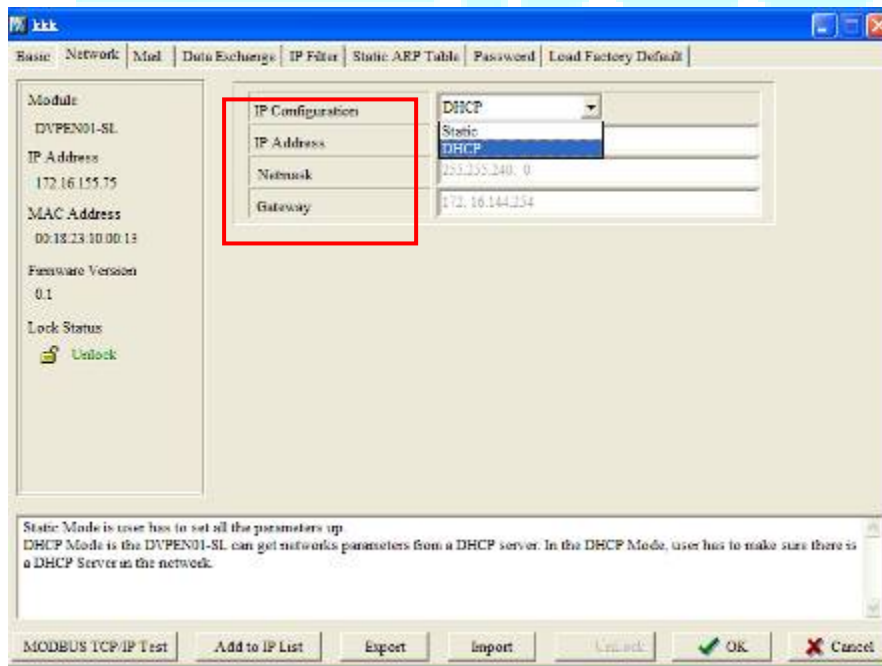 kkk
Basic Network Mail Data Exchange IP Filter Static ARP Table Password Load Factory Default
Module
DVPEN01-SL
IP Address
172.16.155.75
MAC Address
00:18:23:10:00:13
Firmware Version
0.1
Lock Status
Unlock
IP Configuration DHCP
Static
DHCP
IP Address
Netmask 255.255.240. 0
Gateway 172. 16.144.254
Static Mode is user has to set all the parameters up.
DHCP Mode is the DVPEN01-SL can get networks parameters from a DHCP server. In the DHCP Mode, user has to make sure there is
a DHCP Server in the network.
MODBUS TCP/IP Test Add to IP List Export Import UnLock OK Cancel